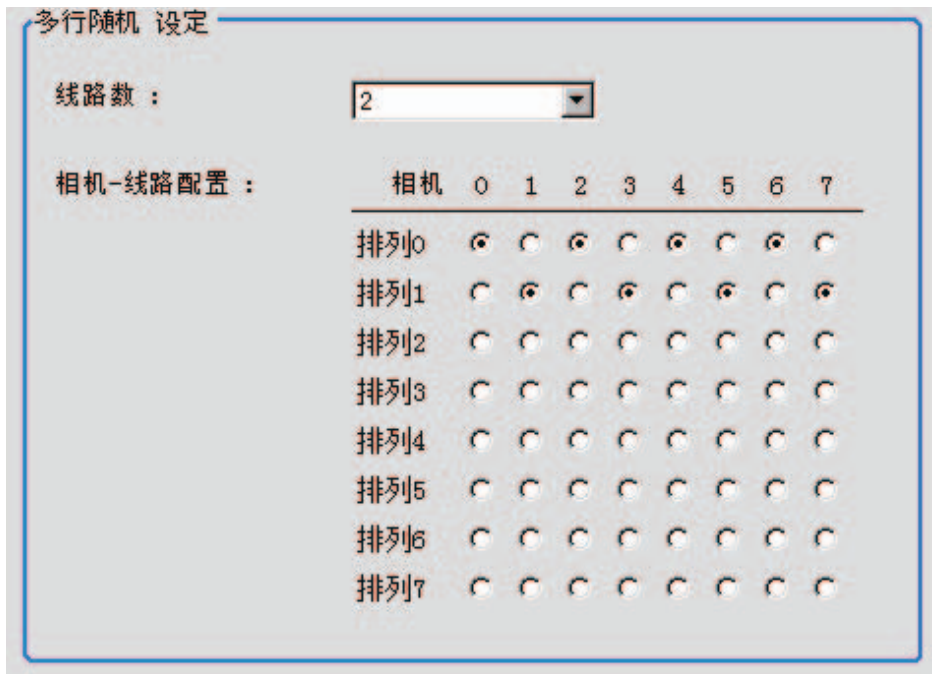 多行随机 设定
线路数 : 2
相机-线路配置 : 相机 0 1 2 3 4 5 6 7
排列0
排列1
排列2
排列3
排列4
排列5
排列6
排列7